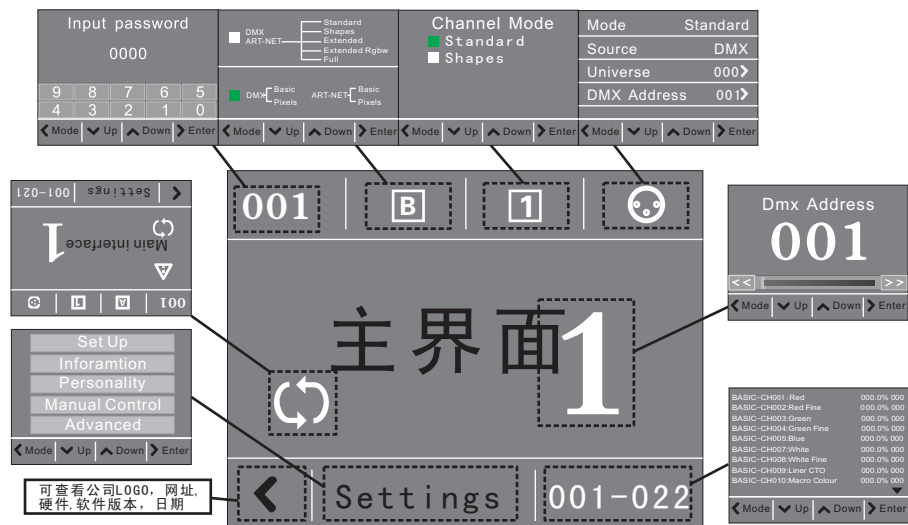 Input password
0000
9 8 7 6 5
4 3 2 1 0
Mode Up Down Enter
DMX
ART-NET
Standard
Shapes
Extended
Extended Rgbw
Full
DMX
Basic
Pixels
ART-NET
Basic
Pixels
Mode Up Down Enter
Channel Mode
Standard
Shapes
Mode Up Down Enter
Mode Standard
Source DMX
Universe 000
DMX Address 001
Mode Up Down Enter
001 B 1
主界面
1
Settings
001-022
001-021 Settings
Main interface
1
001 A 1
Set Up
Inforamtion
Personality
Manual Control
Advanced
Mode Up Down Enter
可查看公司LOGO，网址，
硬件，软件版本，日期
Dmx Address
001
<< >>
Mode Up Down Enter
BASIC-CH001:Red 000.0% 000
BASIC-CH002:Red Fine 000.0% 000
BASIC-CH003:Green 000.0% 000
BASIC-CH004:Green Fine 000.0% 000
BASIC-CH005:Blue 000.0% 000
BASIC-CH007:White 000.0% 000
BASIC-CH008:White Fine 000.0% 000
BASIC-CH009:Liner CTO 000.0% 000
BASIC-CH010:Macro Colour 000.0% 000
Mode Up Down Enter